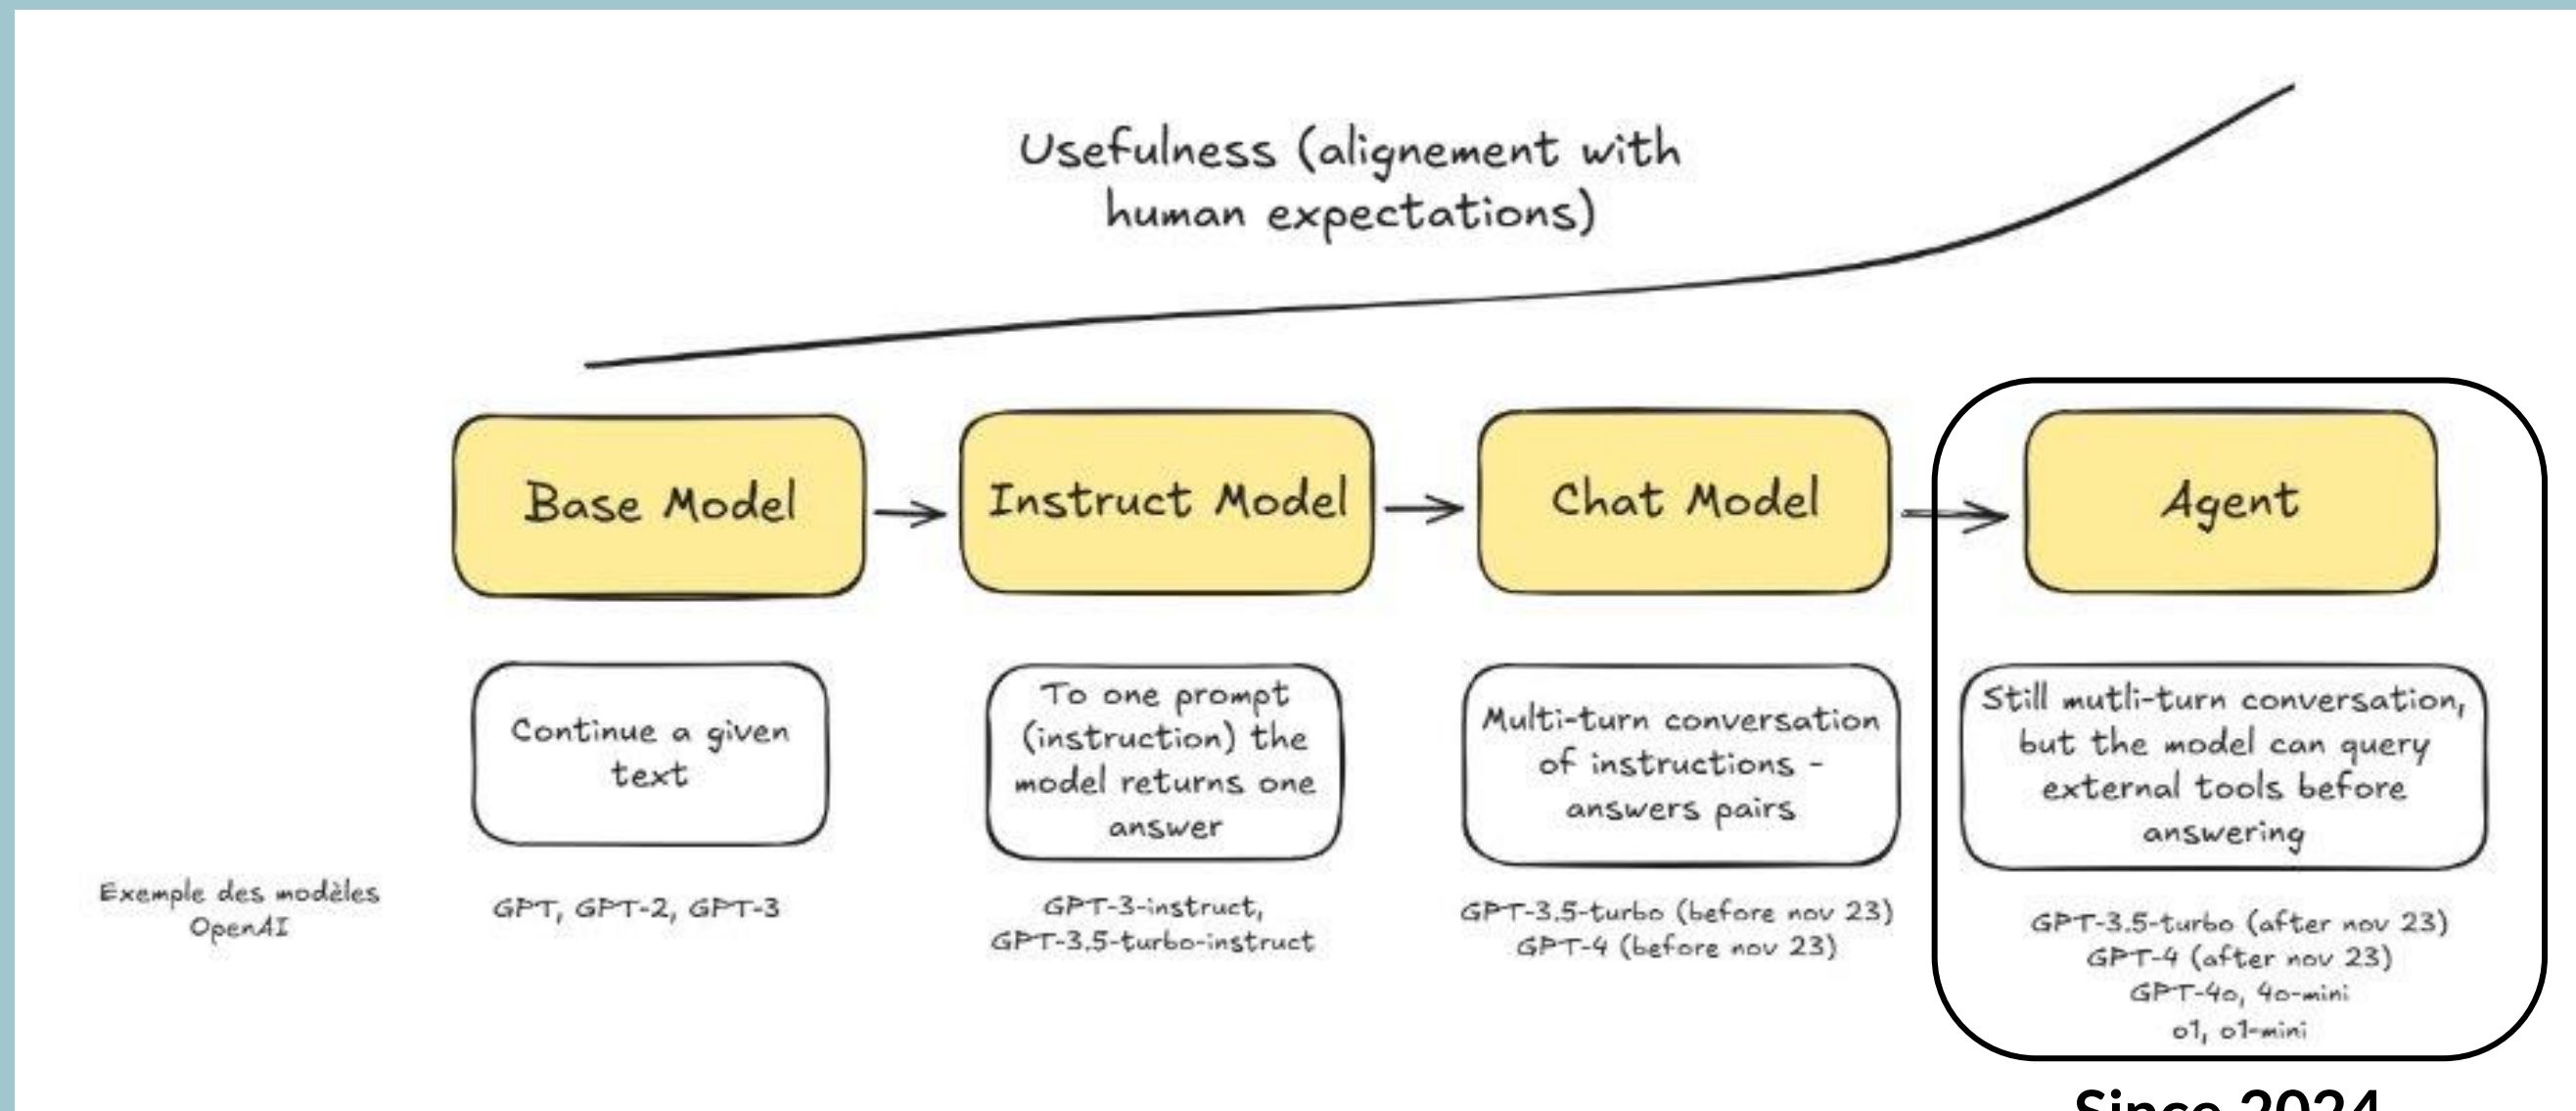 Usefulness (alignement with
human expectations)
Base Model
Instruct Model
Chat Model
Agent
Continue a given
text
To one prompt
(instruction) the
model returns one
answer
Multi-turn conversation
of instructions -
answers pairs
Still mutli-turn conversation,
but the model can query
external tools before
answering
Exemple des modèles
OpenAI
GPT, GPT-2, GPT-3
GPT-3-instruct,
GPT-3.5-turbo-instruct
GPT-3.5-turbo (before nov 23)
GPT-4 (before nov 23)
GPT-3.5-turbo (after nov 23)
GPT-4 (after nov 23)
GPT-4o, 4o-mini
o1, o1-mini
Since 2024